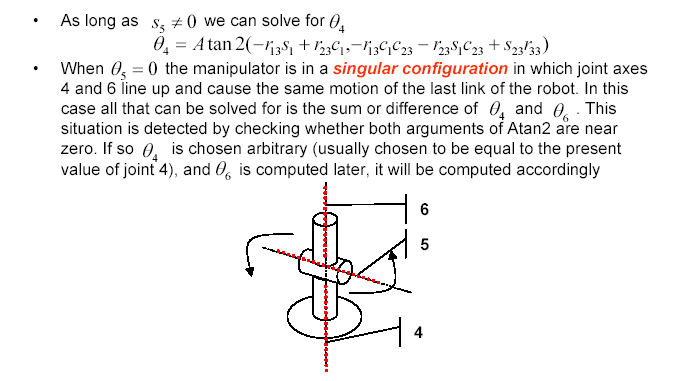 • As long as s₅ ≠ 0 we can solve for θ₄
θ₄ = A tan 2(−r₁₃s₁ + r₂₃c₁,−r₁₃c₁c₂₃ − r₂₃s₁c₂₃ + s₂₃r₃₃)
• When θ₅ = 0 the manipulator is in a singular configuration in which joint axes
4 and 6 line up and cause the same motion of the last link of the robot. In this
case all that can be solved for is the sum or difference of θ₄ and θ₆ . This
situation is detected by checking whether both arguments of Atan2 are near
zero. If so θ₄ is chosen arbitrary (usually chosen to be equal to the present
value of joint 4), and θ₆ is computed later, it will be computed accordingly
6
5
4